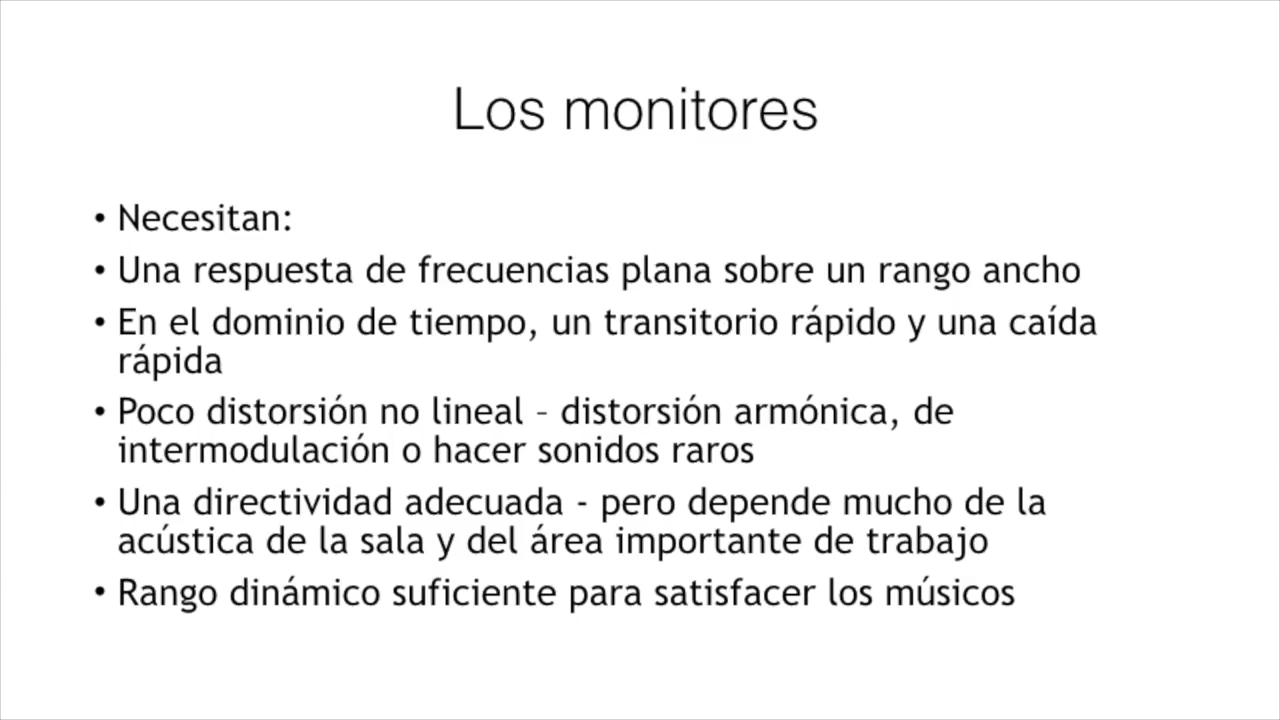 Los monitores
• Necesitan:
• Una respuesta de frecuencias plana sobre un rango ancho
• En el dominio de tiempo, un transitorio rápido y una caída
rápida
• Poco distorsión no lineal – distorsión armónica, de
intermodulación o hacer sonidos raros
• Una directividad adecuada - pero depende mucho de la
acústica de la sala y del área importante de trabajo
• Rango dinámico suficiente para satisfacer los músicos